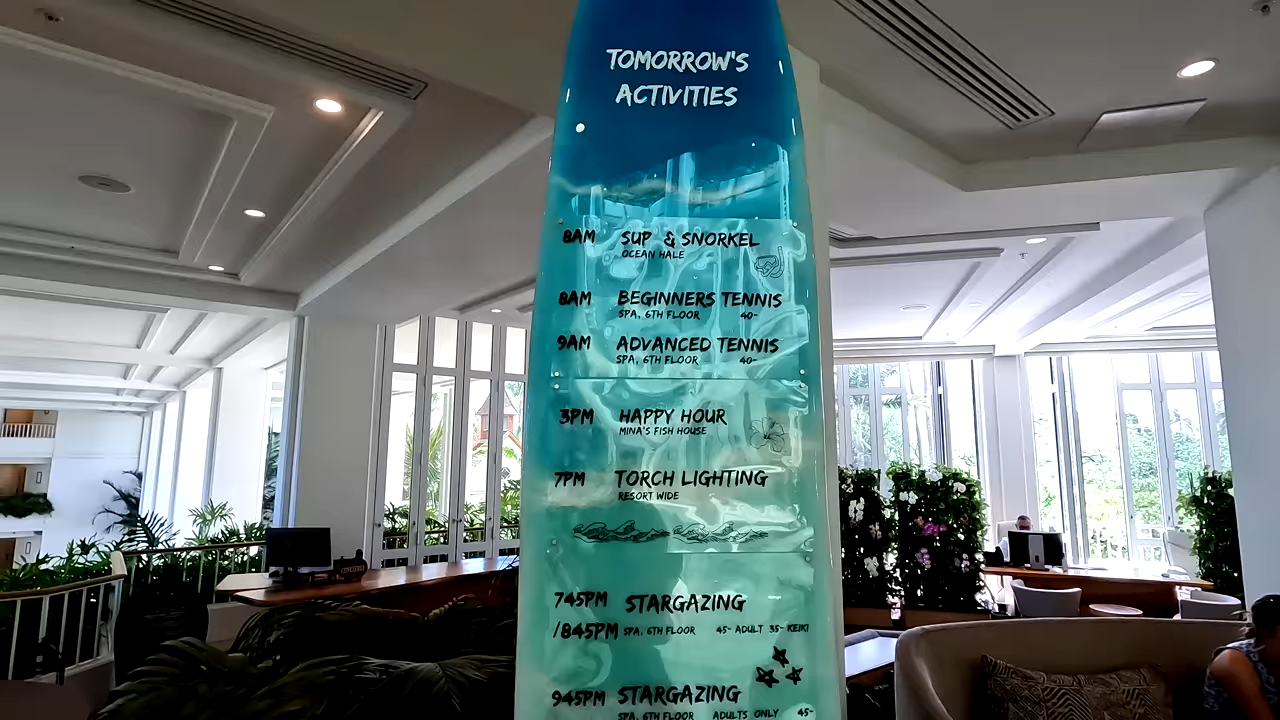 TOMORROW'S
ACTIVITIES
8AM SUP & SNORKEL
OCEAN HALE
8AM BEGINNERS TENNIS
SPA, 6TH FLOOR 40-
9AM ADVANCED TENNIS
SPA, 6TH FLOOR 40-
3PM HAPPY HOUR
MINA'S FISH HOUSE
7PM TORCH LIGHTING
RESORT WIDE
745PM STARGAZING
/845PM SPA, 6TH FLOOR 45- ADULT 35- KEIKI
945PM STARGAZING
SPA, 6TH FLOOR ADULTS ONLY 45-